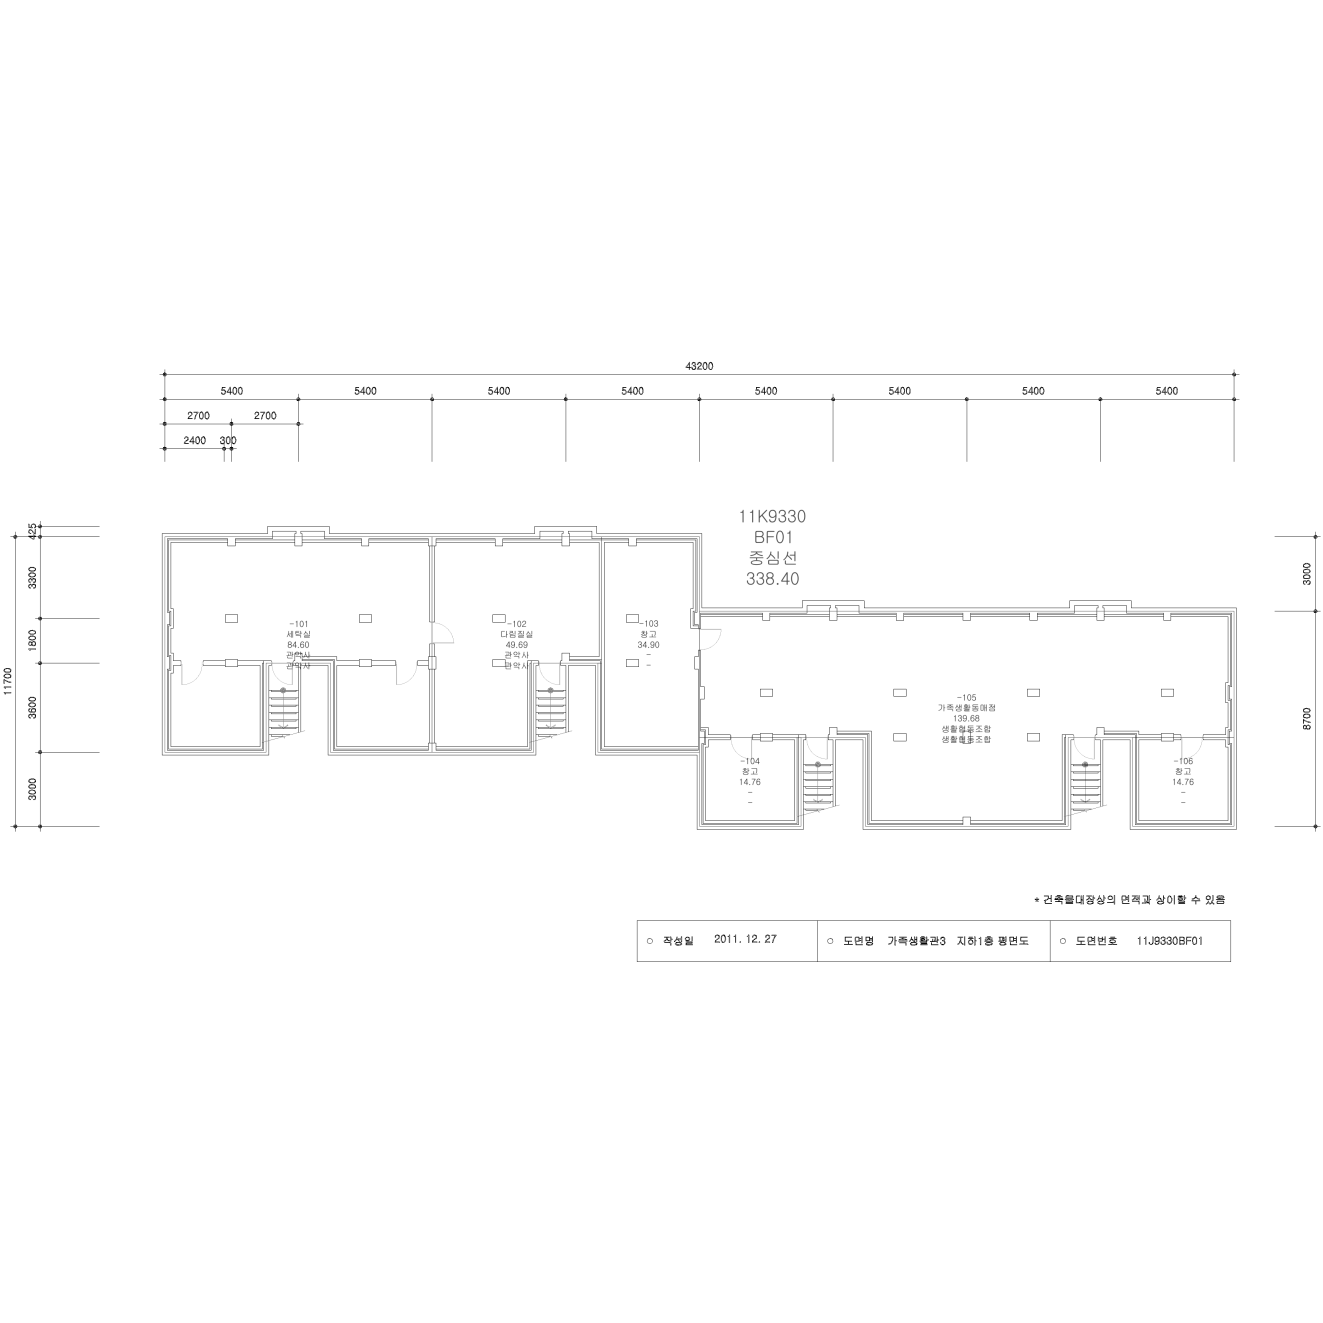 43200
5400 5400 5400 5400 5400 5400 5400 5400
2700 2700
2400 300
425
3300
1800
3600
3000
11700
3000
8700
11K9330
BF01
중심선
338.40
-101
세탁실
84.60
관악사
관악사
-102
다림질실
49.69
관악사
관악사
-103
창고
34.90
-
-
-105
가족생활동매점
139.68
생활협동조합
생활협동조합
-104
창고
14.76
-
-
-106
창고
14.76
-
-
* 건축물대장상의 면적과 상이할 수 있음
○ 작성일 2011. 12. 27 ○ 도면명 가족생활관3 지하1층 평면도 ○ 도면번호 11J9330BF01